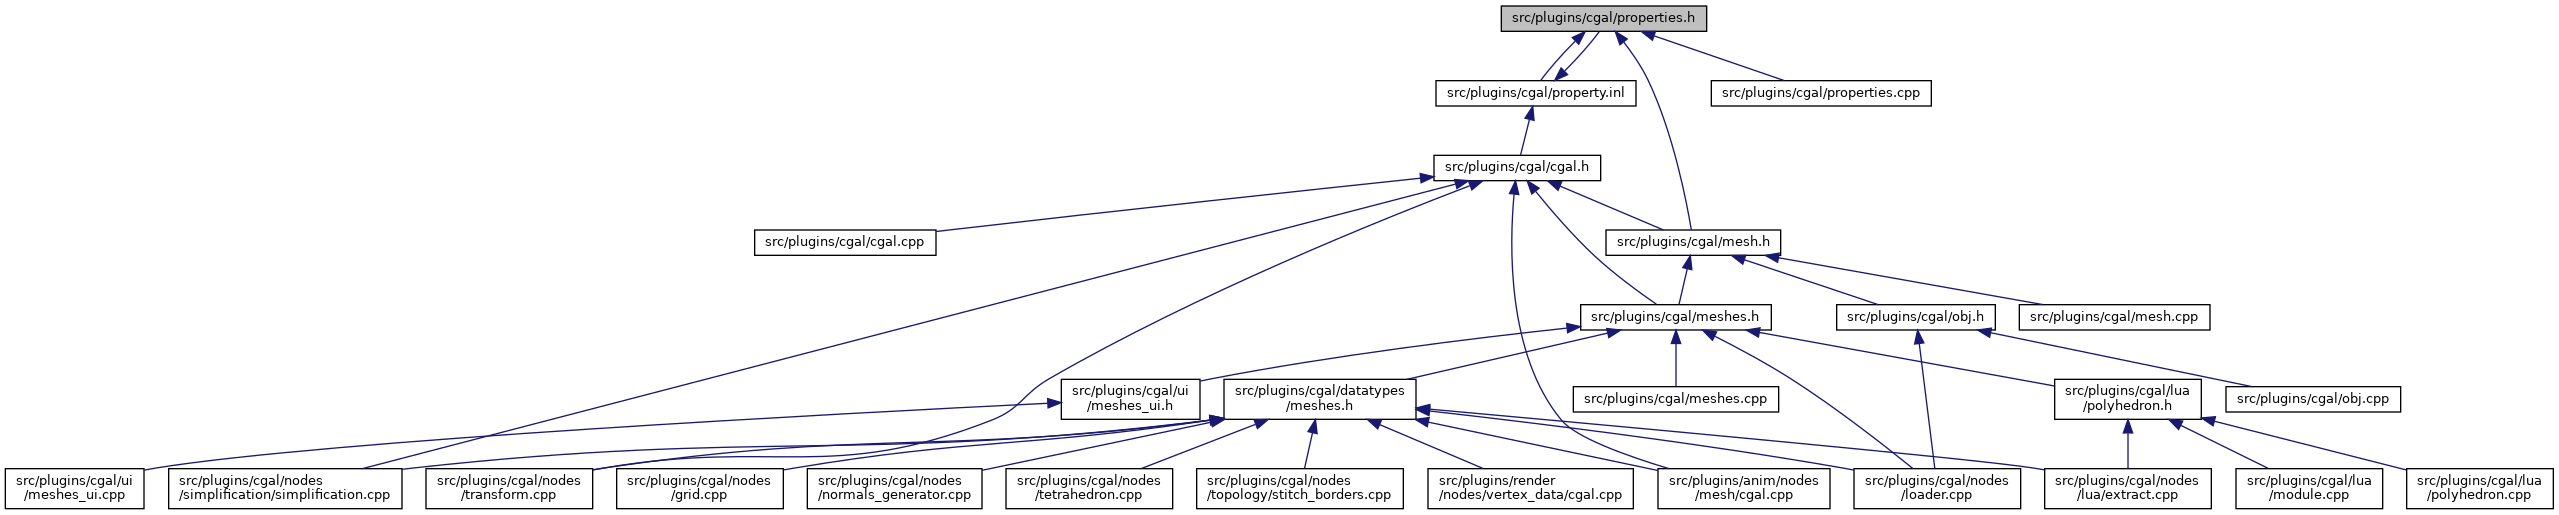 src/plugins/cgal/properties.h
src/plugins/cgal/property.inl
src/plugins/cgal/properties.cpp
src/plugins/cgal/cgal.h
src/plugins/cgal/cgal.cpp
src/plugins/cgal/mesh.h
src/plugins/cgal/meshes.h
src/plugins/cgal/obj.h
src/plugins/cgal/mesh.cpp
src/plugins/cgal/ui
/meshes_ui.h
src/plugins/cgal/datatypes
/meshes.h
src/plugins/cgal/meshes.cpp
src/plugins/cgal/lua
/polyhedron.h
src/plugins/cgal/obj.cpp
src/plugins/cgal/ui
/meshes_ui.cpp
src/plugins/cgal/nodes
/simplification/simplification.cpp
src/plugins/cgal/nodes
/transform.cpp
src/plugins/cgal/nodes
/grid.cpp
src/plugins/cgal/nodes
/normals_generator.cpp
src/plugins/cgal/nodes
/tetrahedron.cpp
src/plugins/cgal/nodes
/topology/stitch_borders.cpp
src/plugins/render
/nodes/vertex_data/cgal.cpp
src/plugins/anim/nodes
/mesh/cgal.cpp
src/plugins/cgal/nodes
/loader.cpp
src/plugins/cgal/nodes
/lua/extract.cpp
src/plugins/cgal/lua
/module.cpp
src/plugins/cgal/lua
/polyhedron.cpp